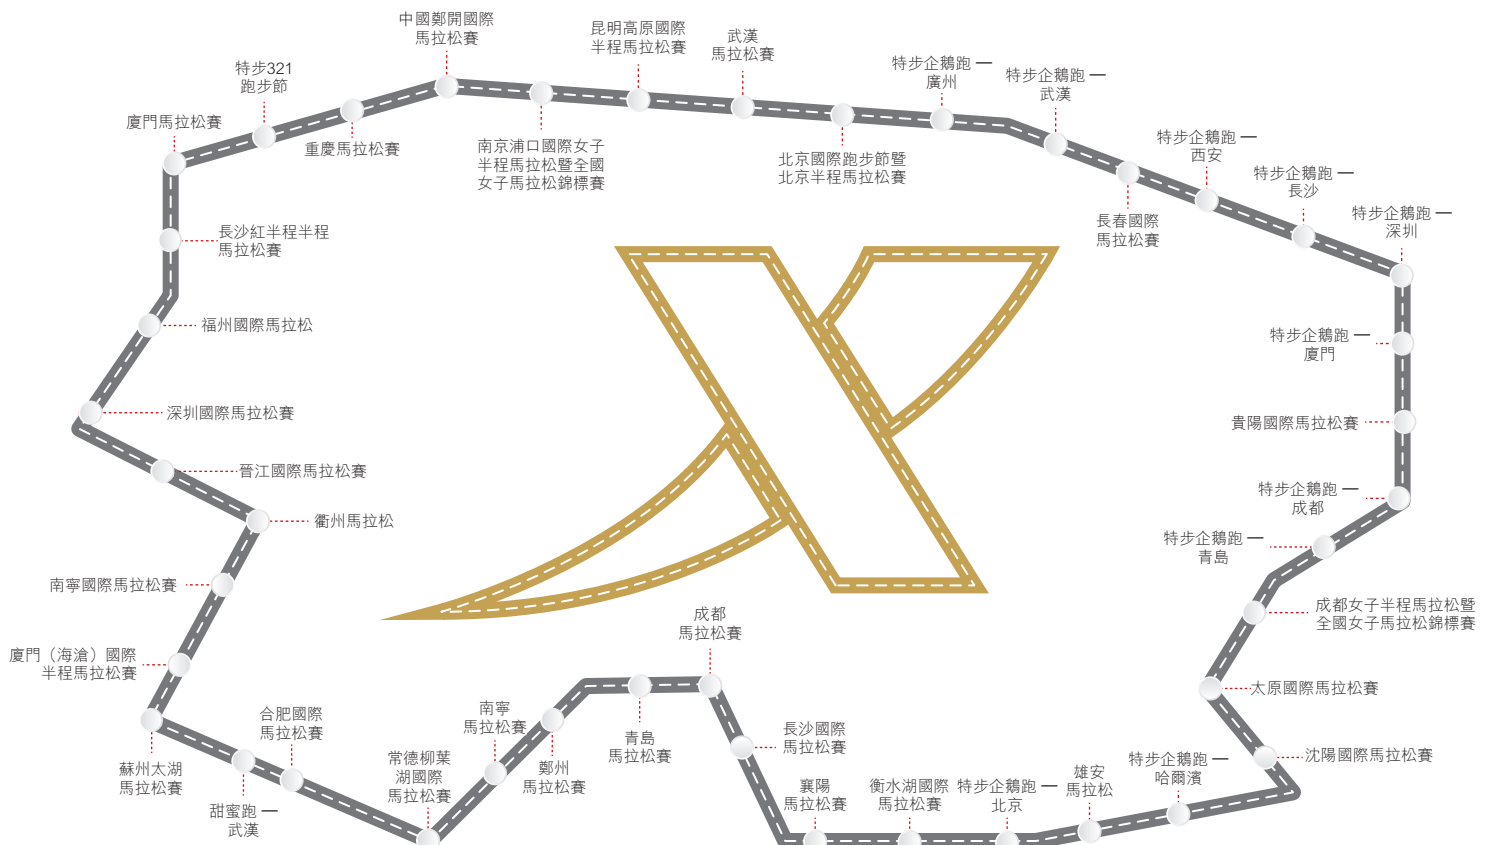 中國鄭開國際
馬拉松賽
昆明高原國際
半程馬拉松賽
武漢
馬拉松賽
特步企鵝跑 —
廣州
特步企鵝跑 —
武漢
特步321
跑步節
廈門馬拉松賽
重慶馬拉松賽
南京浦口國際女子
半程馬拉松暨全國
女子馬拉松錦標賽
北京國際跑步節暨
北京半程馬拉松賽
特步企鵝跑 —
西安
特步企鵝跑 —
長沙
特步企鵝跑 —
深圳
長春國際
馬拉松賽
長沙紅半程半程
馬拉松賽
福州國際馬拉松
特步企鵝跑 —
廈門
深圳國際馬拉松賽
貴陽國際馬拉松賽
晉江國際馬拉松賽
特步企鵝跑 —
成都
衢州馬拉松
特步企鵝跑 —
青島
南寧國際馬拉松賽
成都女子半程馬拉松暨
全國女子馬拉松錦標賽
廈門（海滄）國際
半程馬拉松賽
成都
馬拉松賽
太原國際馬拉松賽
合肥國際
馬拉松賽
南寧
馬拉松賽
青島
馬拉松賽
長沙國際
馬拉松賽
沈陽國際馬拉松賽
蘇州太湖
馬拉松賽
常德柳葉
湖國際
馬拉松賽
鄭州
馬拉松賽
襄陽
馬拉松賽
衡水湖國際
馬拉松賽
特步企鵝跑 —
北京
雄安
馬拉松
特步企鵝跑 —
哈爾濱
甜蜜跑 —
武漢